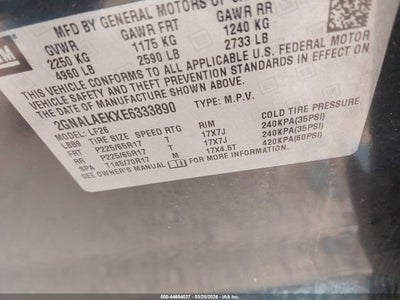 GM
MFD BY GENERAL MOTORS OF
GVWR GAWR FRT GAWR RR
2250 KG 1175 KG 1240 KG
4960 LB 2590 LB 2733 LB
THIS VEHICLE CONFORMS TO ALL APPLICABLE U.S. FEDERAL MOTOR
VEHICLE SAFETY AND THEFT PREVENTION STANDARDS IN EFFECT ON
THE DATE OF MANUFACTURE SHOWN ABOVE.
2GNALAEKXE6333890 TYPE: M.P.V.
LBB9 LF26
TIRE SIZE SPEED RTG RIM COLD TIRE PRESSURE
FRT P225/65R17 T 17X7J 240KPA(35PSI)
RR P225/65R17 T 17X7J 240KPA(35PSI)
SPA T145/70R17 M 17X4.5T 420KPA(60PSI)
SEE OWNER'S MANUAL FOR MORE INFORMATION.
000-44604027 - 03/20/2026 - IAA